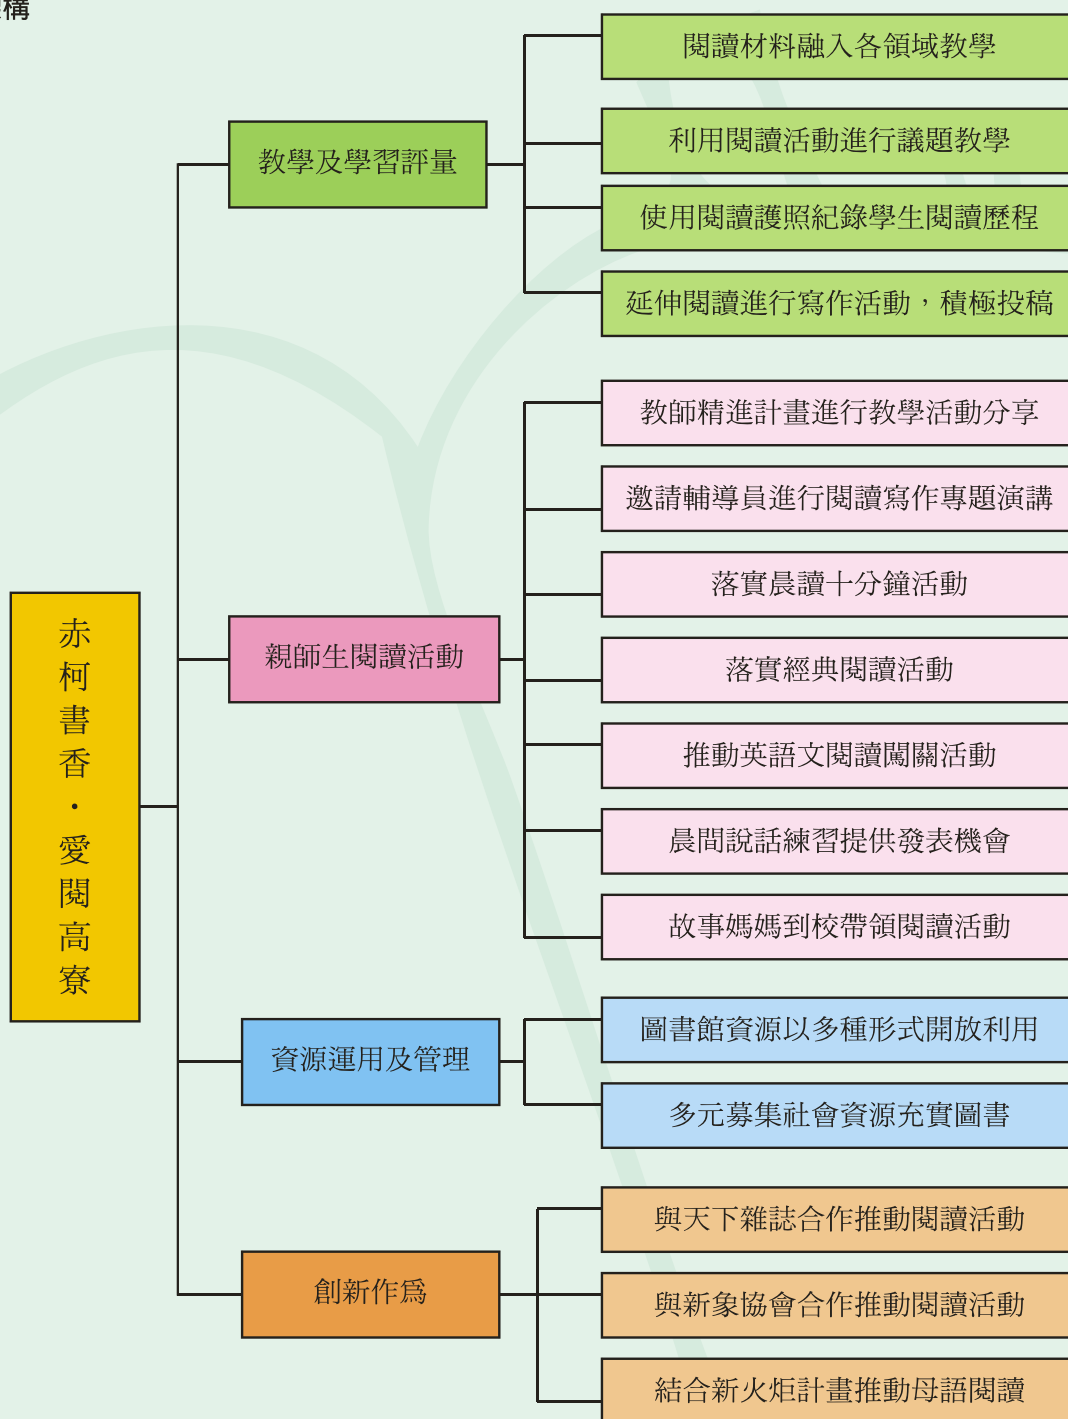 構
赤柯書香・愛閱高寮
教學及學習評量
閱讀材料融入各領域教學
利用閱讀活動進行議題教學
使用閱讀護照紀錄學生閱讀歷程
延伸閱讀進行寫作活動，積極投稿
親師生閱讀活動
教師精進計畫進行教學活動分享
邀請輔導員進行閱讀寫作專題演講
落實晨讀十分鐘活動
落實經典閱讀活動
推動英語文閱讀闖關活動
晨間說話練習提供發表機會
故事媽媽到校帶領閱讀活動
資源運用及管理
圖書館資源以多種形式開放利用
多元募集社會資源充實圖書
創新作為
與天下雜誌合作推動閱讀活動
與新象協會合作推動閱讀活動
結合新火炬計畫推動母語閱讀